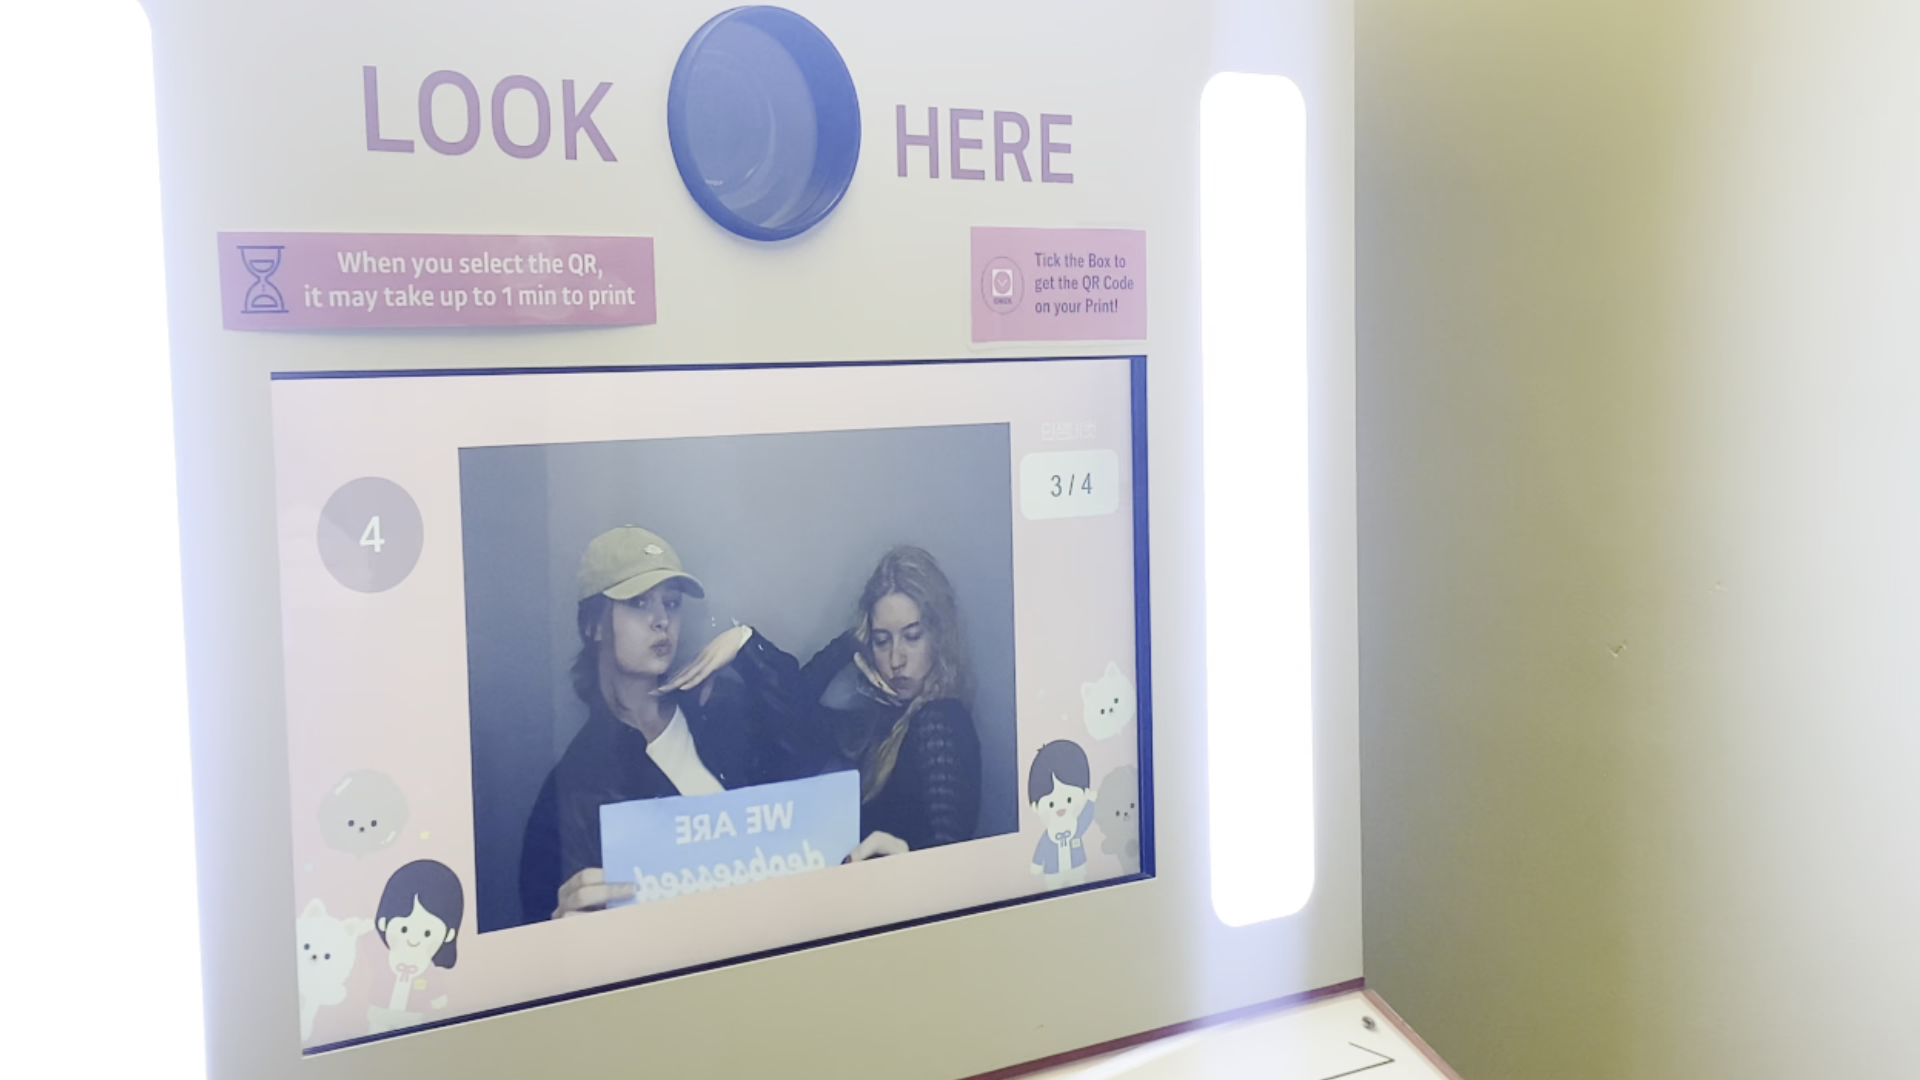 LOOK HERE
When you select the QR,
it may take up to 1 min to print
Tick the Box to
get the QR Code
on your Print!
4
3 / 4
WE ARE
deobsessed